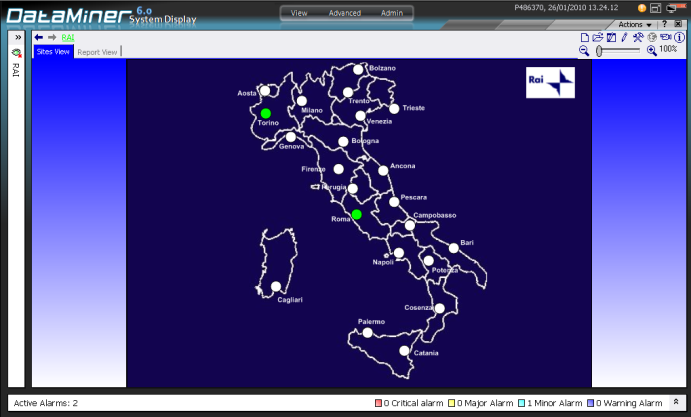 DataMiner 6.0
System Display
P486370, 26/01/2010 13.24.12
View Advanced Admin
Actions ?
RAI
RAI
100%
Sites View Report View
Rai
Bolzano
Aosta
Trento
Milano
Trieste
Venezia
Torino
Bologna
Genova
Ancona
Firenze
Perugia
Pescara
Roma
Campobasso
Bari
Napoli
Potenza
Cagliari
Cosenza
Palermo
Catania
Active Alarms: 2
0 Critical alarm 0 Major Alarm 1 Minor Alarm 0 Warning Alarm